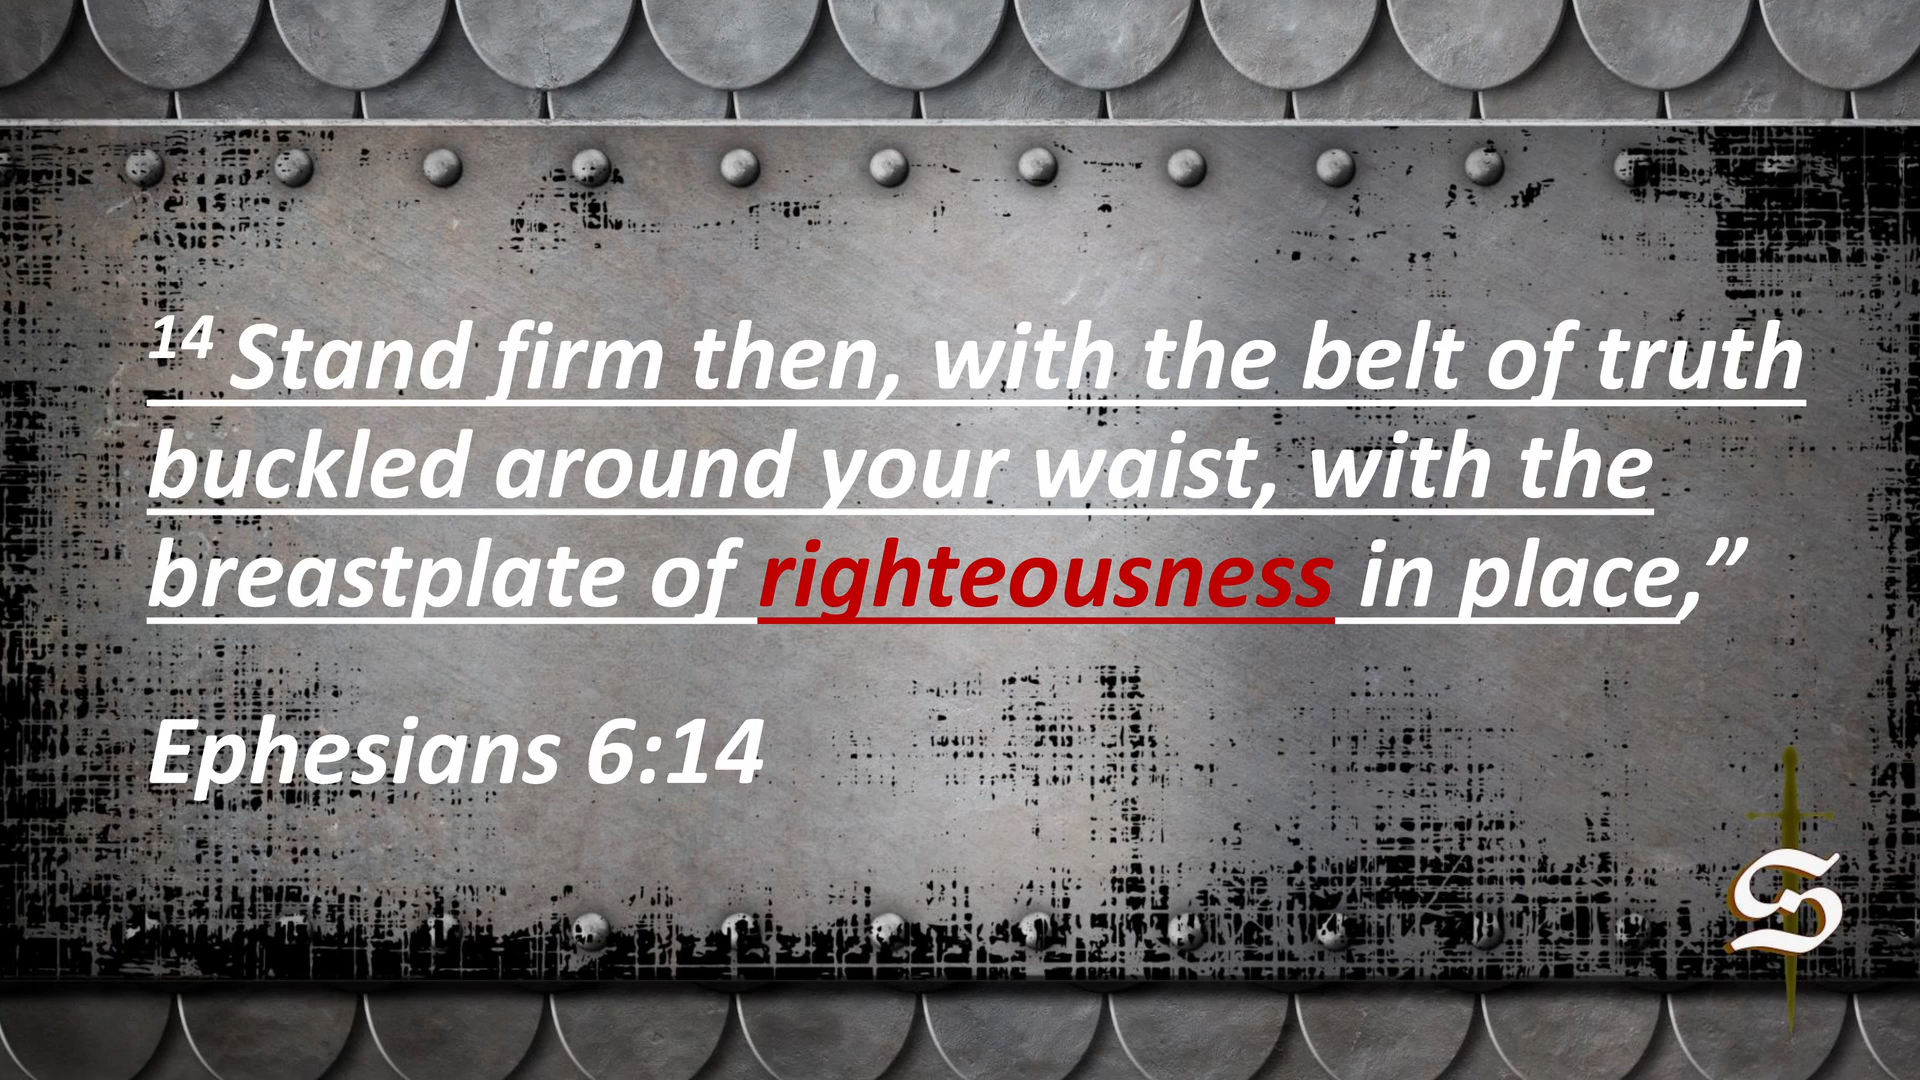 14 Stand firm then, with the belt of truth
buckled around your waist, with the
breastplate of righteousness in place,”
Ephesians 6:14
S